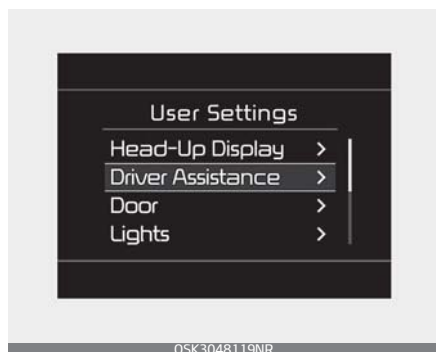 User Settings
Head-Up Display >
Driver Assistance >
Door >
Lights >
OSK3048119NR